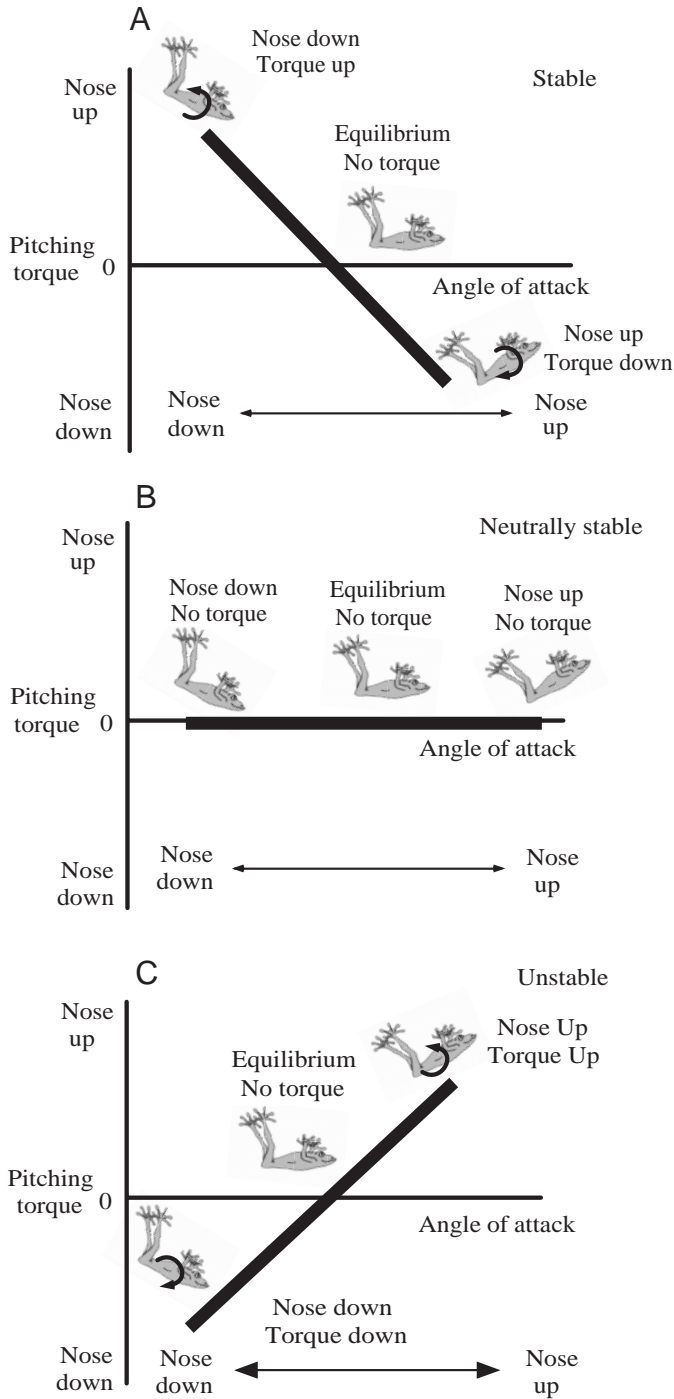 A
Nose down
Torque up
Stable
Nose
up
Equilibrium
No torque
Pitching
torque 0
Angle of attack
Nose up
Torque down
Nose
down
Nose
down
Nose
up
B
Neutrally stable
Nose
up
Nose down
No torque
Equilibrium
No torque
Nose up
No torque
Pitching
torque 0
Angle of attack
Nose
down
Nose
down
Nose
up
C
Unstable
Nose
up
Nose Up
Torque Up
Equilibrium
No torque
Pitching
torque 0
Angle of attack
Nose down
Torque down
Nose
down
Nose
down
Nose
up